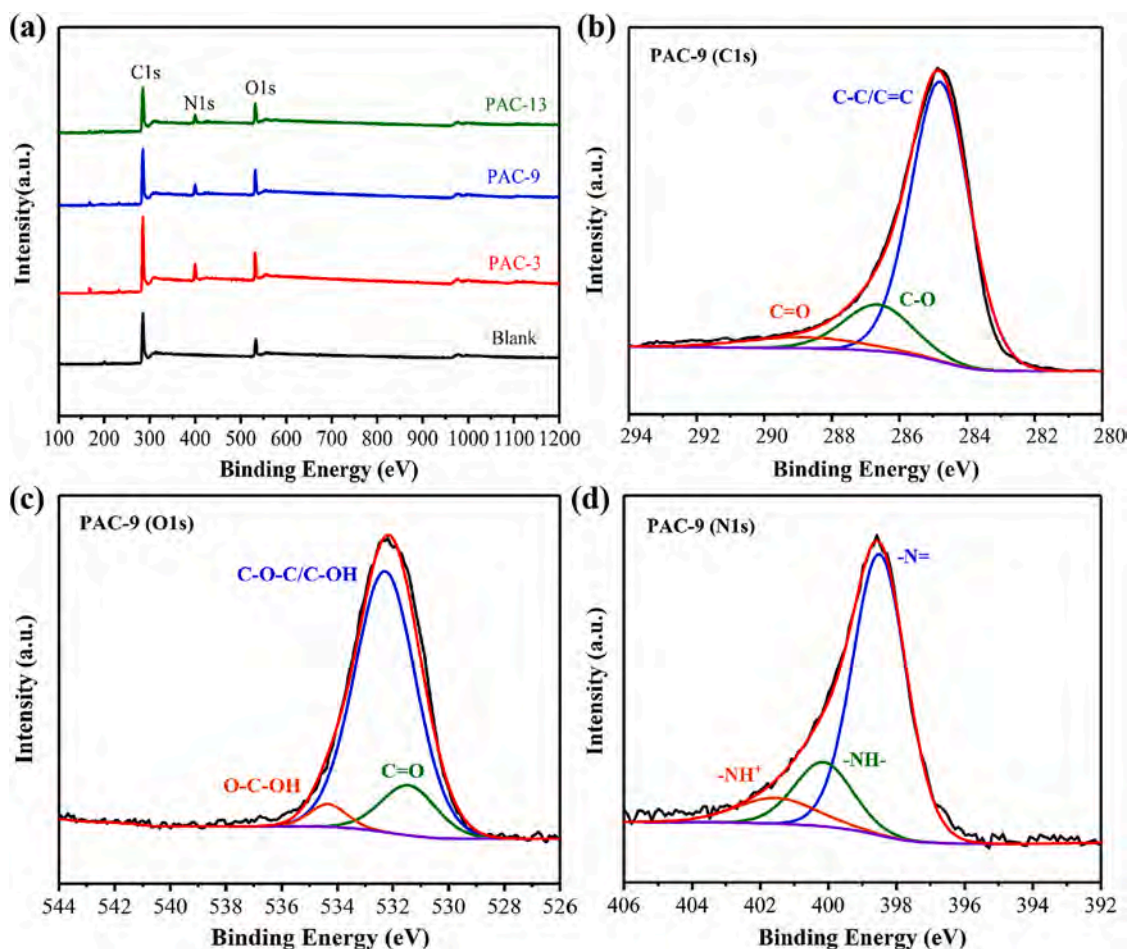 (a)
C1s
N1s
O1s
PAC-13
PAC-9
PAC-3
Blank
Intensity(a.u.)
100 200 300 400 500 600 700 800 900 1000 1100 1200
Binding Energy (eV)
(b)
PAC-9 (C1s)
C-C/C=C
C=O
C-O
Intensity (a.u.)
294 292 290 288 286 284 282 280
Binding Energy (eV)
(c)
PAC-9 (O1s)
C-O-C/C-OH
O-C-OH
C=O
Intensity (a.u.)
544 542 540 538 536 534 532 530 528 526
Binding Energy (eV)
(d)
PAC-9 (N1s)
-N=
-NH⁺
-NH-
Intensity (a.u.)
406 404 402 400 398 396 394 392
Binding Energy (eV)